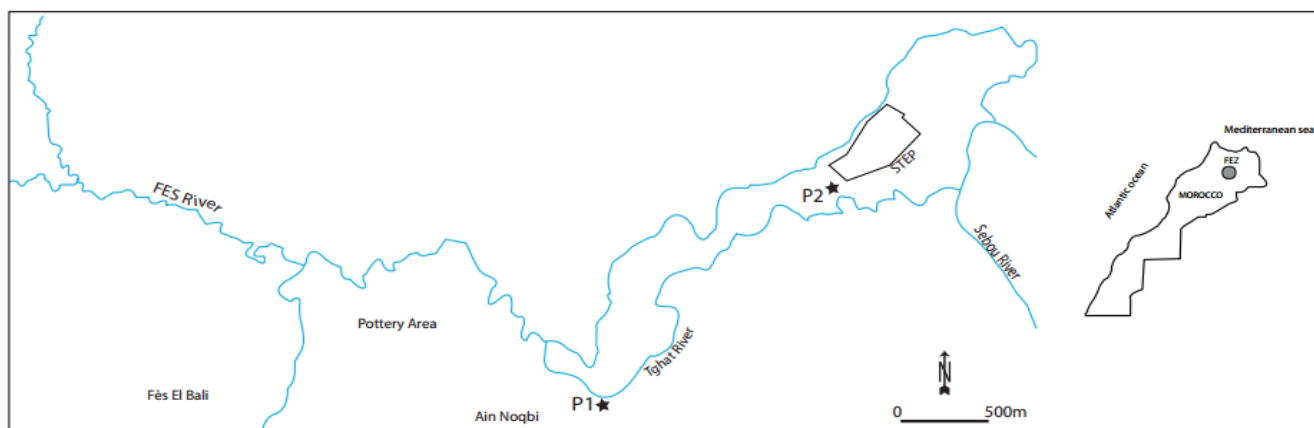 FES River
Pottery Area
Fès El Bali
Ain Noqbi
P1
Tghat River
P2
STEP
Sebou River
N
0 500m
Mediterranean sea
FEZ
MOROCCO
Atlantic ocean